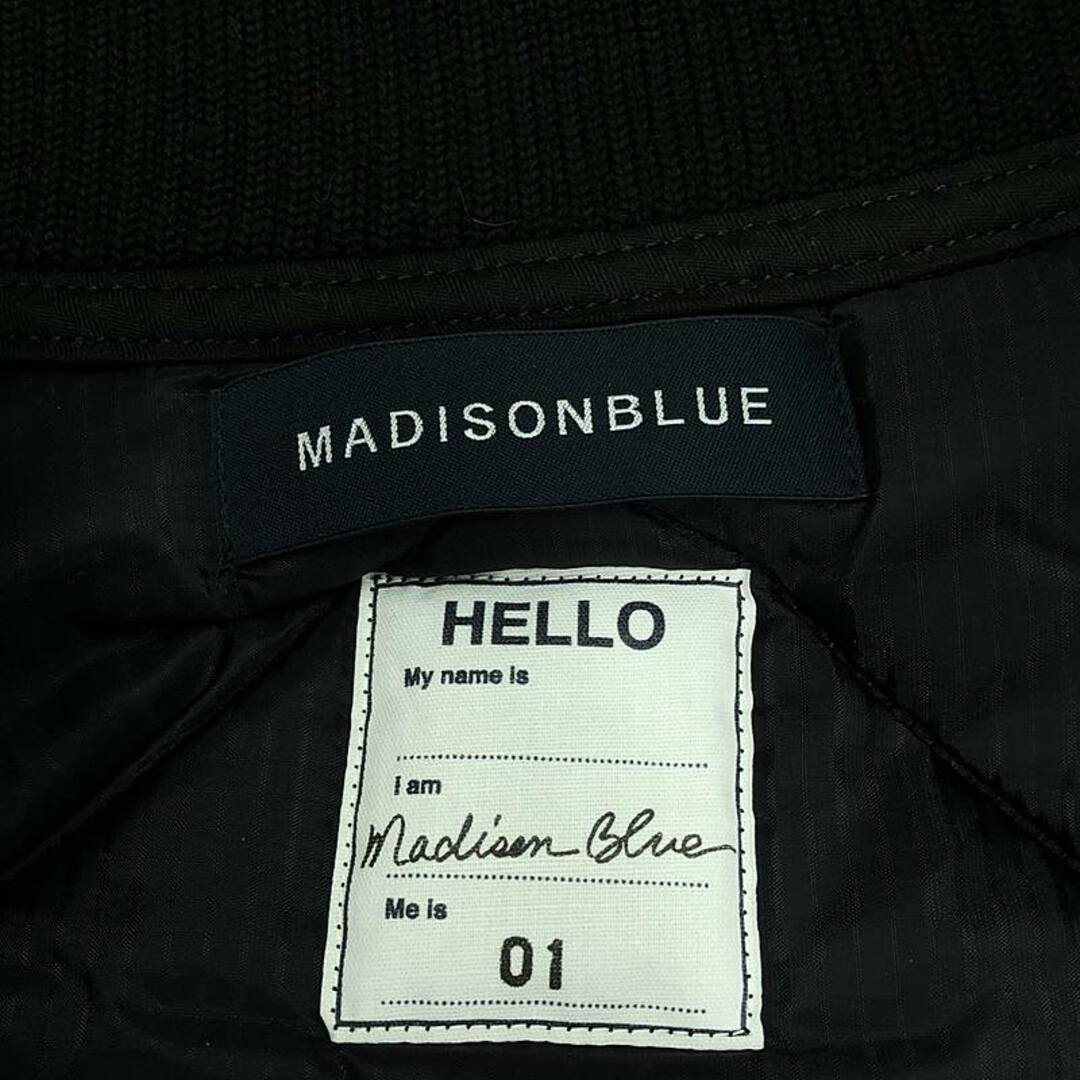 MADISONBLUE
HELLO
My name is
I am
Madison Blue
Me is
01